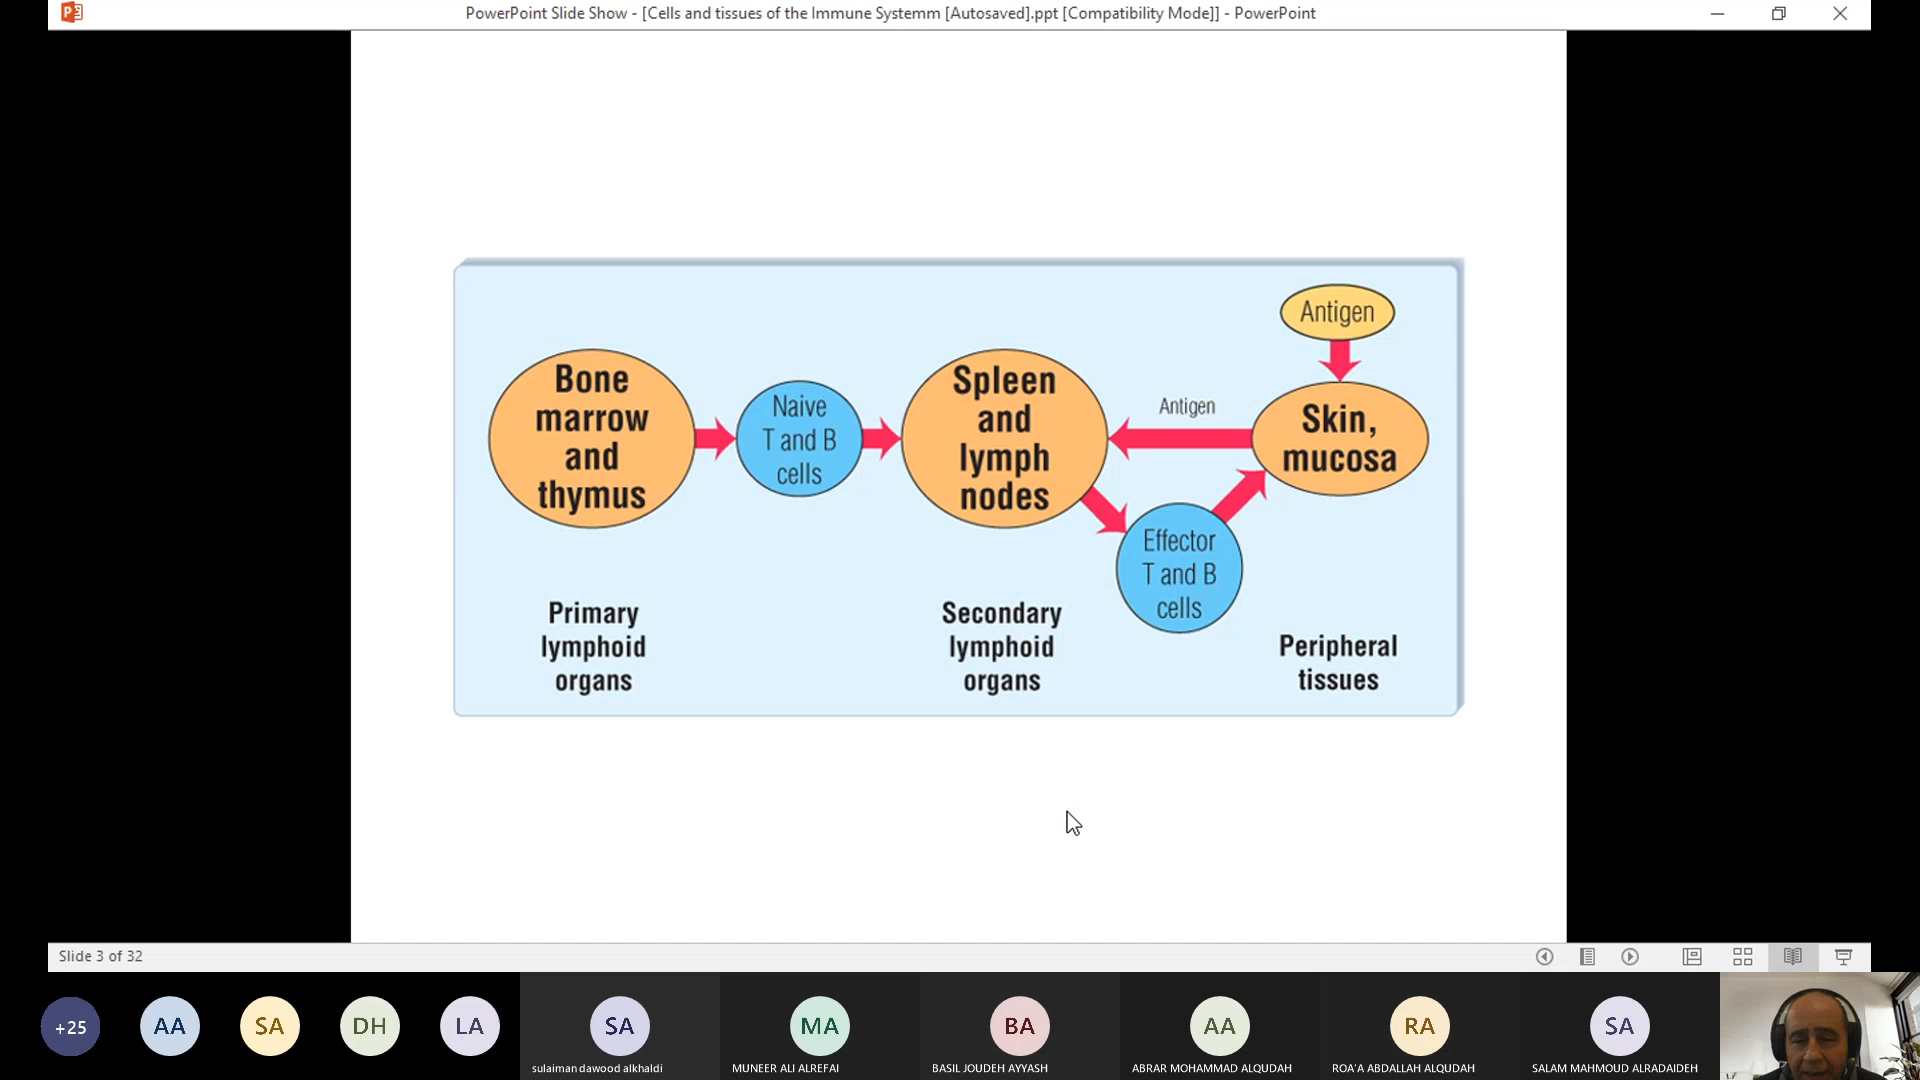 PowerPoint Slide Show - [Cells and tissues of the Immune Systemm [Autosaved].ppt [Compatibility Mode]] - PowerPoint
Antigen
Bone
marrow
and
thymus
Naive
T and B
cells
Spleen
and
lymph
nodes
Antigen
Skin,
mucosa
Effector
T and B
cells
Primary
lymphoid
organs
Secondary
lymphoid
organs
Peripheral
tissues
Slide 3 of 32
+25
AA
SA
DH
LA
SA
sulaiman dawood alkhaldi
MA
MUNEER ALI ALREFAI
BA
BASIL JOUDEH AYYASH
AA
ABRAR MOHAMMAD ALQUDAH
RA
ROA'A ABDALLAH ALQUDAH
SA
SALAM MAHMOUD ALRADAIDEH